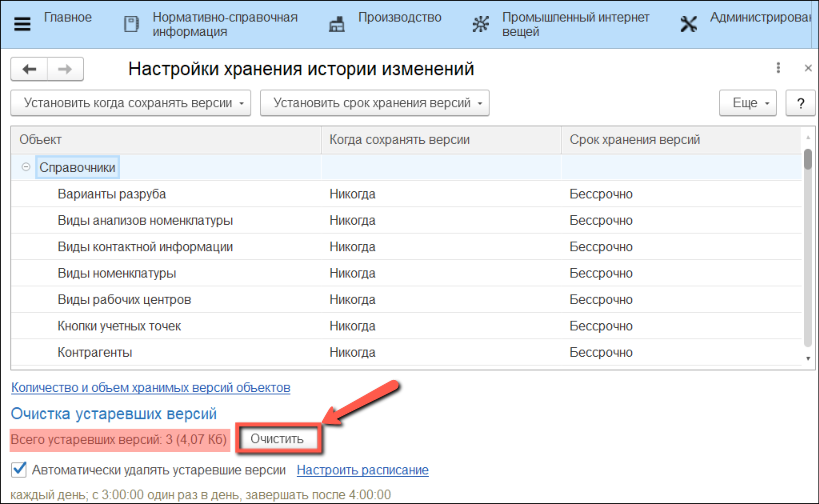 Главное
Нормативно-справочная
информация
Производство
Промышленный интернет
вещей
Администрирован
Настройки хранения истории изменений
Установить когда сохранять версии
Установить срок хранения версий
Еще
?
Объект Когда сохранять версии Срок хранения версий
Справочники
Варианты разруба Никогда Бессрочно
Виды анализов номенклатуры Никогда Бессрочно
Виды контактной информации Никогда Бессрочно
Виды номенклатуры Никогда Бессрочно
Виды рабочих центров Никогда Бессрочно
Кнопки учетных точек Никогда Бессрочно
Контрагенты Никогда Бессрочно
Количество и объем хранимых версий объектов
Очистка устаревших версий
Всего устаревших версий: 3 (4,07 Кб) Очистить
Автоматически удалять устаревшие версии Настроить расписание
каждый день; с 3:00:00 один раз в день, завершать после 4:00:00